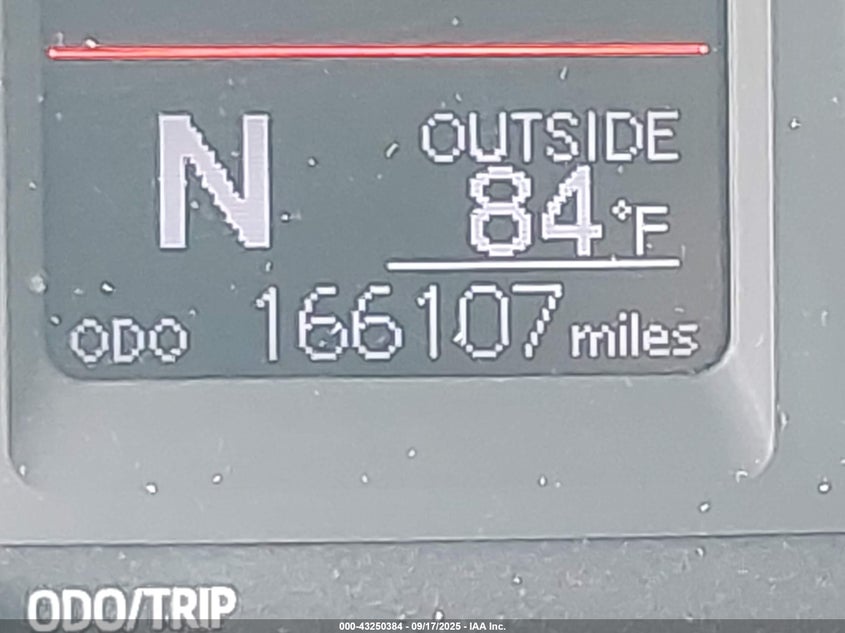 N
OUTSIDE
84°F
ODO 166107 miles
ODO/TRIP
000-43250384 - 09/17/2025 - IAA Inc.